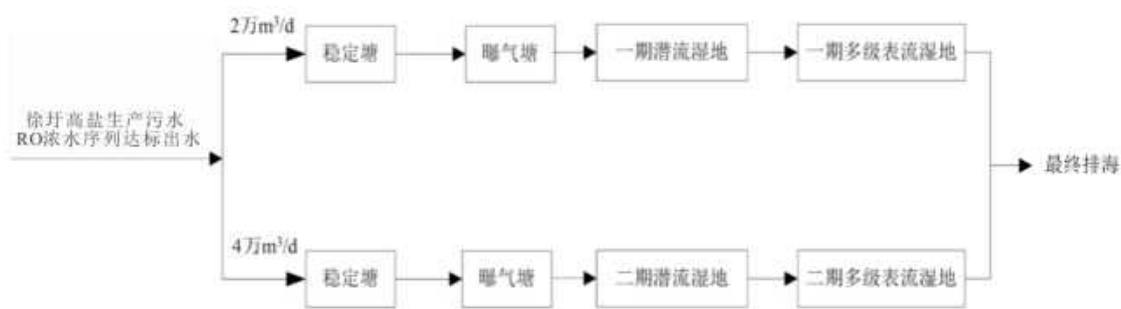 2万m³/d
稳定塘
曝气塘
一期潜流湿地
一期多级表流湿地
徐圩高盐生产污水
RO浓水序列达标出水
最终排海
4万m³/d
稳定塘
曝气塘
二期潜流湿地
二期多级表流湿地